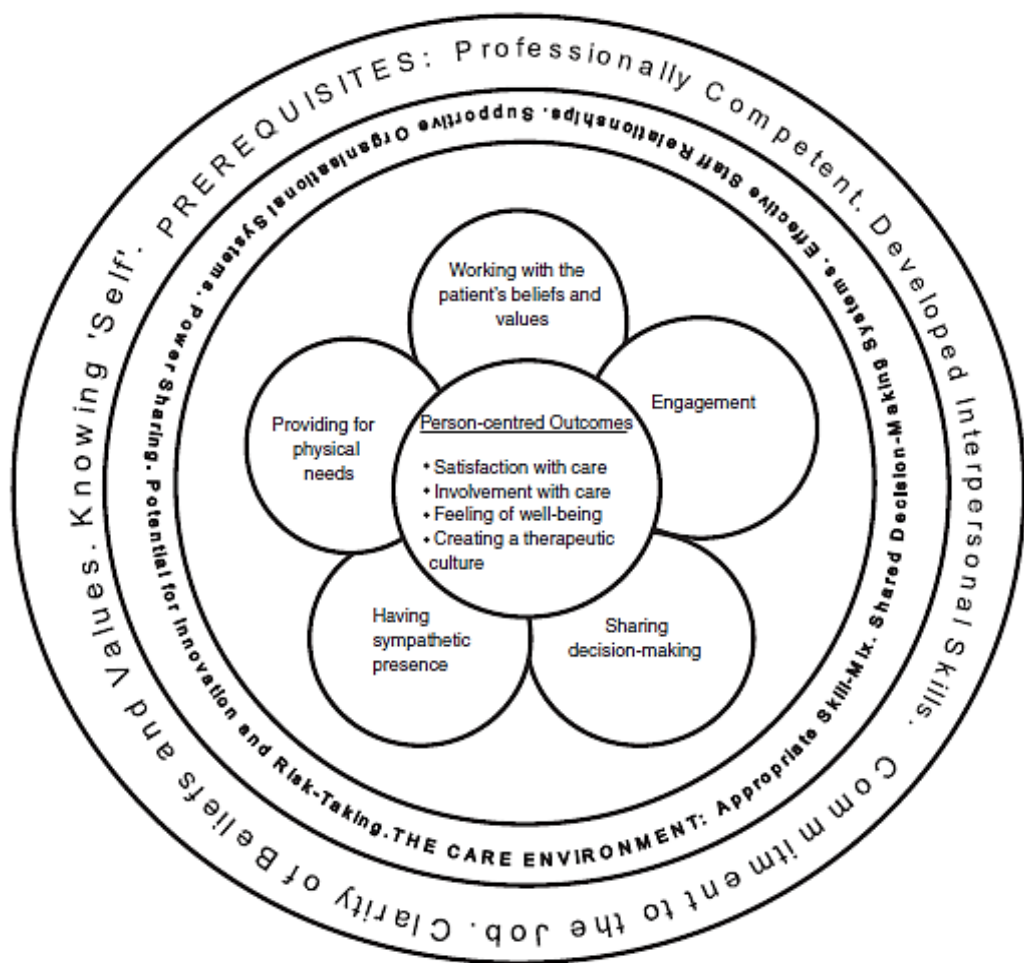 PREREQUISITES: Professionally Competent. Developed Interpersonal Skills. Commitment to the Job. Clarity of Beliefs and Values. Knowing 'Self'.
THE CARE ENVIRONMENT: Appropriate Skill-Mix. Shared Decision-Making Systems. Effective Staff Relationships. Supportive Organisational Systems. Power Sharing. Potential for Innovation and Risk-Taking.
Working with the
patient's beliefs and
values
Engagement
Sharing
decision-making
Having
sympathetic
presence
Providing for
physical
needs
Person-centred Outcomes
• Satisfaction with care
• Involvement with care
• Feeling of well-being
• Creating a therapeutic
culture